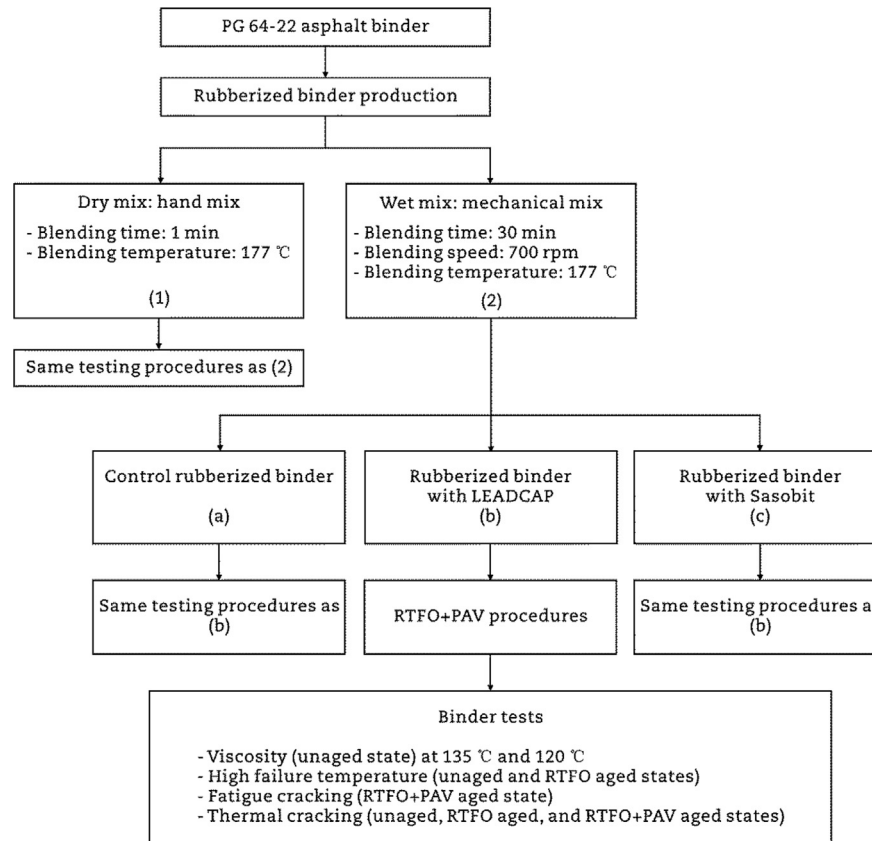 PG 64-22 asphalt binder
Rubberized binder production
Dry mix: hand mix
- Blending time: 1 min
- Blending temperature: 177 ℃
(1)
Wet mix: mechanical mix
- Blending time: 30 min
- Blending speed: 700 rpm
- Blending temperature: 177 ℃
(2)
Same testing procedures as (2)
Control rubberized binder
(a)
Rubberized binder
with LEADCAP
(b)
Rubberized binder
with Sasobit
(c)
Same testing procedures as
(b)
RTFO+PAV procedures
Same testing procedures a
(b)
Binder tests
- Viscosity (unaged state) at 135 ℃ and 120 ℃
- High failure temperature (unaged and RTFO aged states)
- Fatigue cracking (RTFO+PAV aged state)
- Thermal cracking (unaged, RTFO aged, and RTFO+PAV aged states)